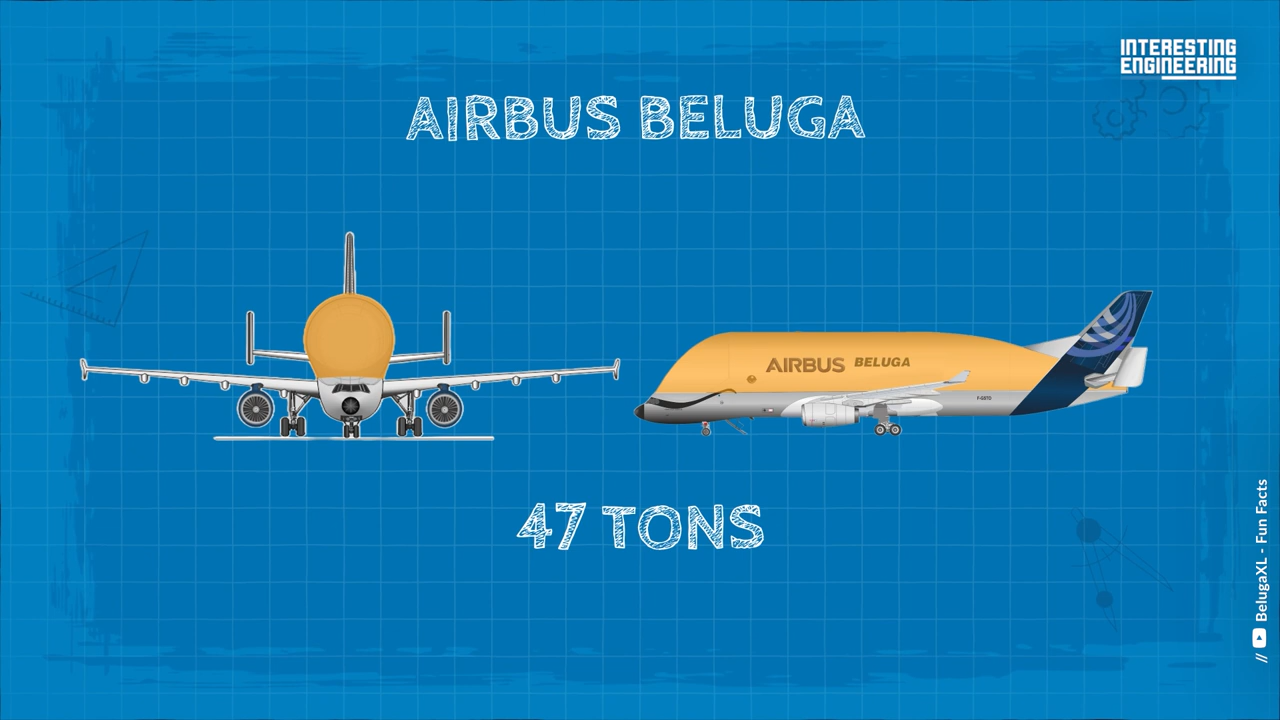 INTERESTING
ENGINEERING
AIRBUS BELUGA
AIRBUS BELUGA
47 TONS
// BelugaXL - Fun Facts